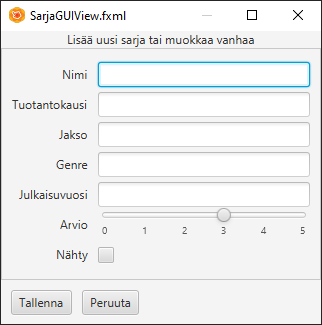 SarjaGUIView.fxml
Lisää uusi sarja tai muokkaa vanhaa
Nimi
Tuotantokausi
Jakso
Genre
Julkaisuvuosi
Arvio
0 1 2 3 4 5
Nähty
Tallenna Peruuta